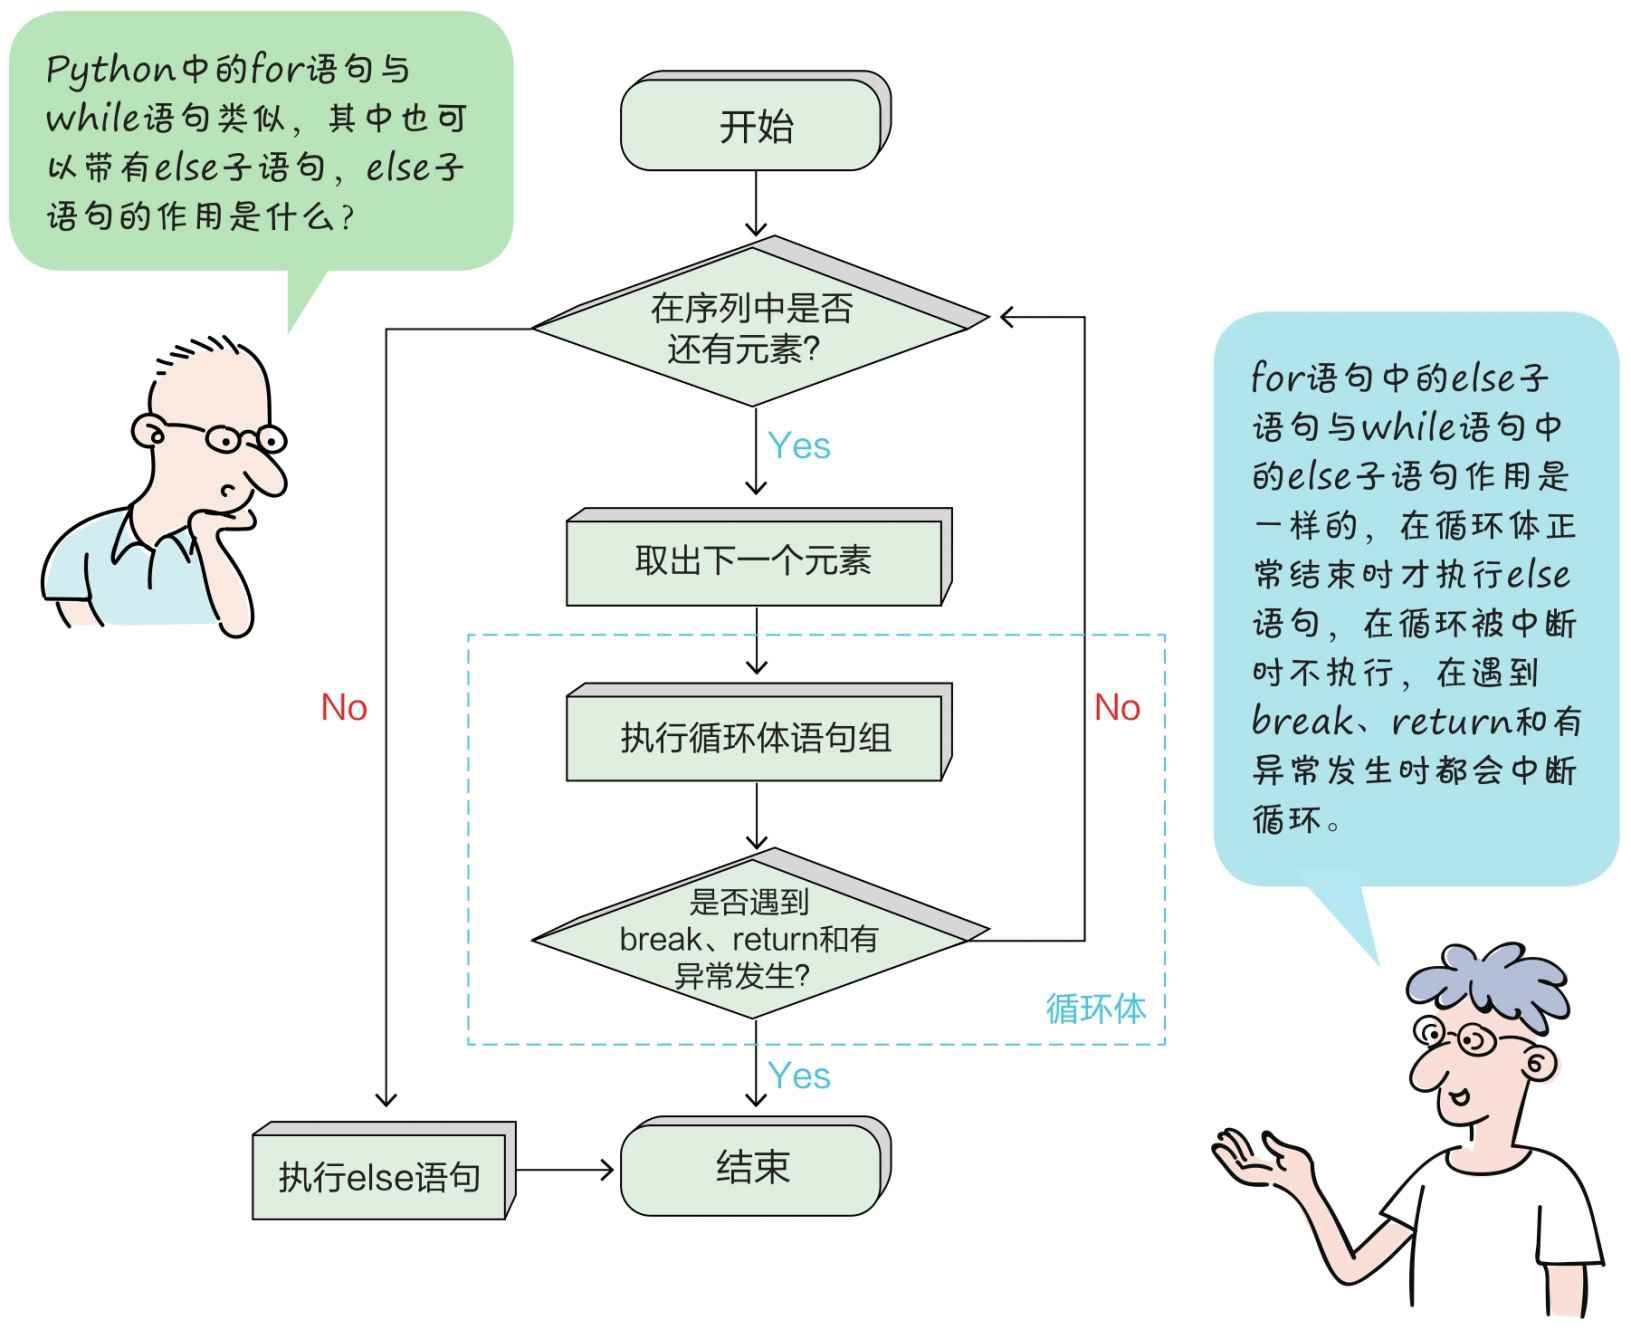 Python中的for语句与
while语句类似，其中也可
以带有else子语句，else子
语句的作用是什么？
开始
在序列中是否
还有元素？
Yes
取出下一个元素
No
执行循环体语句组
No
是否遇到
break、return和有
异常发生？
循环体
Yes
执行else语句
结束
for语句中的else子
语句与while语句中
的else子语句作用是
一样的，在循环体正
常结束时才执行else
语句，在循环被中断
时不执行，在遇到
break、return和有
异常发生时都会中断
循环。